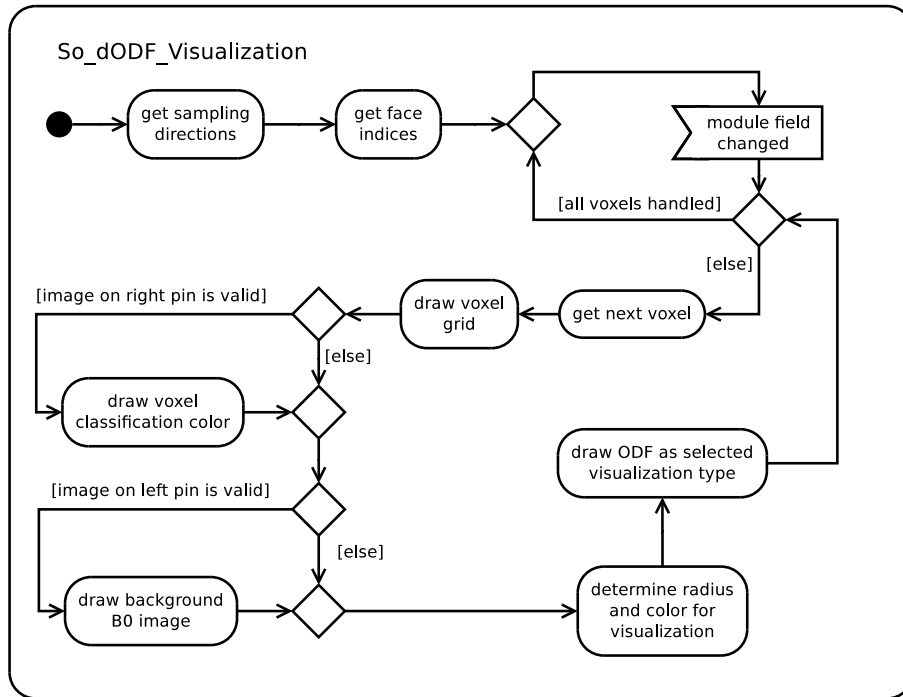 So_dODF_Visualization
get sampling
directions
get face
indices
module field
changed
[all voxels handled]
[else]
get next voxel
draw voxel
grid
[image on right pin is valid]
[else]
draw voxel
classification color
[image on left pin is valid]
[else]
draw background
B0 image
determine radius
and color for
visualization
draw ODF as selected
visualization type